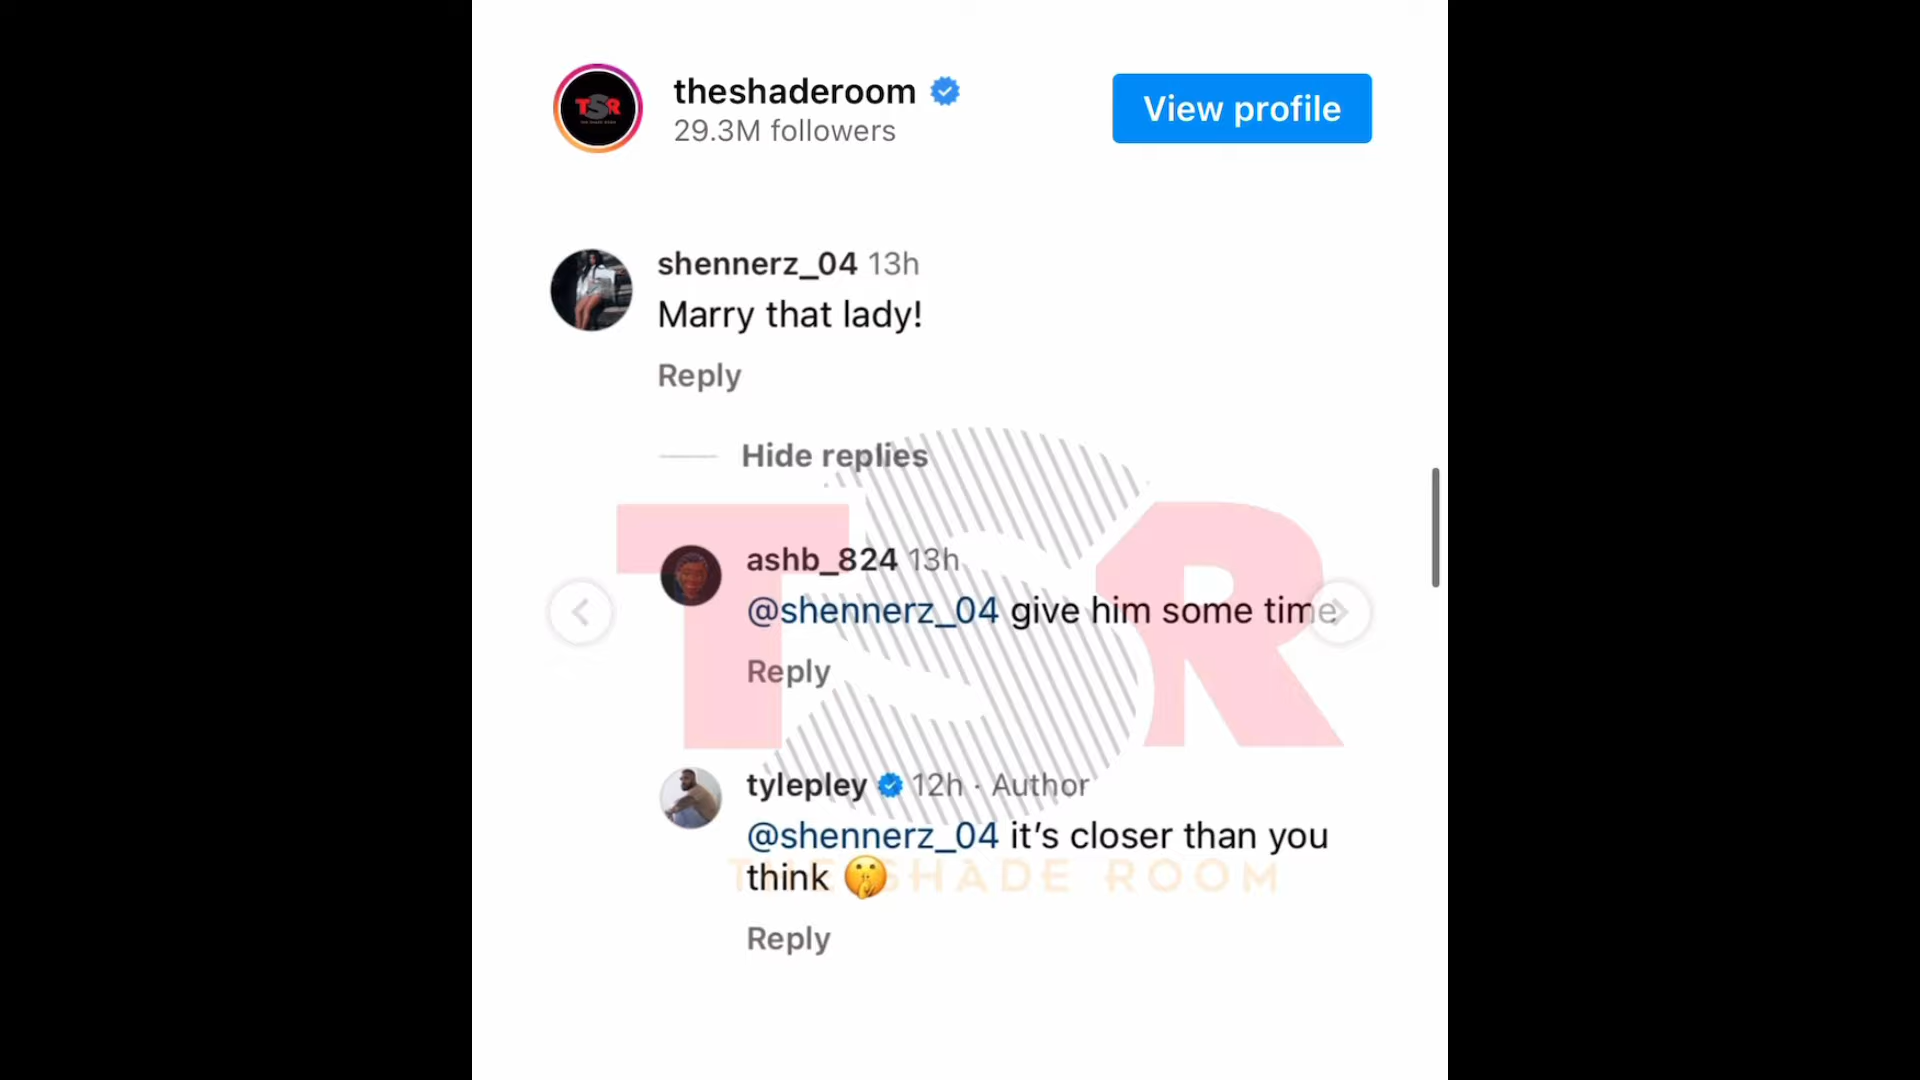 TSR
theshaderoom
29.3M followers
View profile
shennerz_04 13h
Marry that lady!
Reply
Hide replies
TSR
ashb_824 13h
@shennerz_04 give him some time
Reply
tylepley 12h · Author
@shennerz_04 it’s closer than you
think 🤫
THE SHADE ROOM
Reply